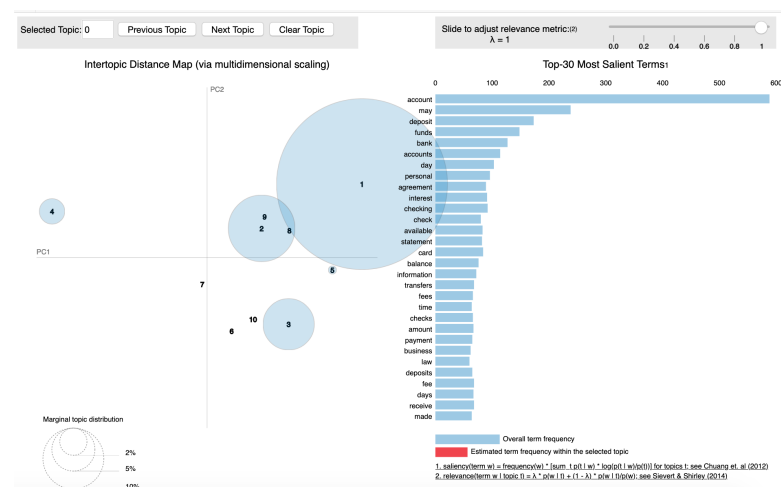 Selected Topic: 0 Previous Topic Next Topic Clear Topic
Slide to adjust relevance metric:(2)
λ = 1
0.0 0.2 0.4 0.6 0.8 1
Intertopic Distance Map (via multidimensional scaling)
PC2
PC1
1
4
9
2
8
5
7
10
3
6
Marginal topic distribution
2%
5%
10%
Top-30 Most Salient Terms1
0 100 200 300 400 500 600
account
may
deposit
funds
bank
accounts
day
personal
agreement
interest
checking
check
available
statement
card
balance
information
transfers
fees
time
checks
amount
payment
business
law
deposits
fee
days
receive
made
Overall term frequency
Estimated term frequency within the selected topic
1. saliency(term w) = frequency(w) * [sum_t p(t | w) * log(p(t | w)/p(t))] for topics t; see Chuang et. al (2012)
2. relevance(term w | topic t) = λ * p(w | t) + (1 - λ) * p(w | t)/p(w); see Sievert & Shirley (2014)